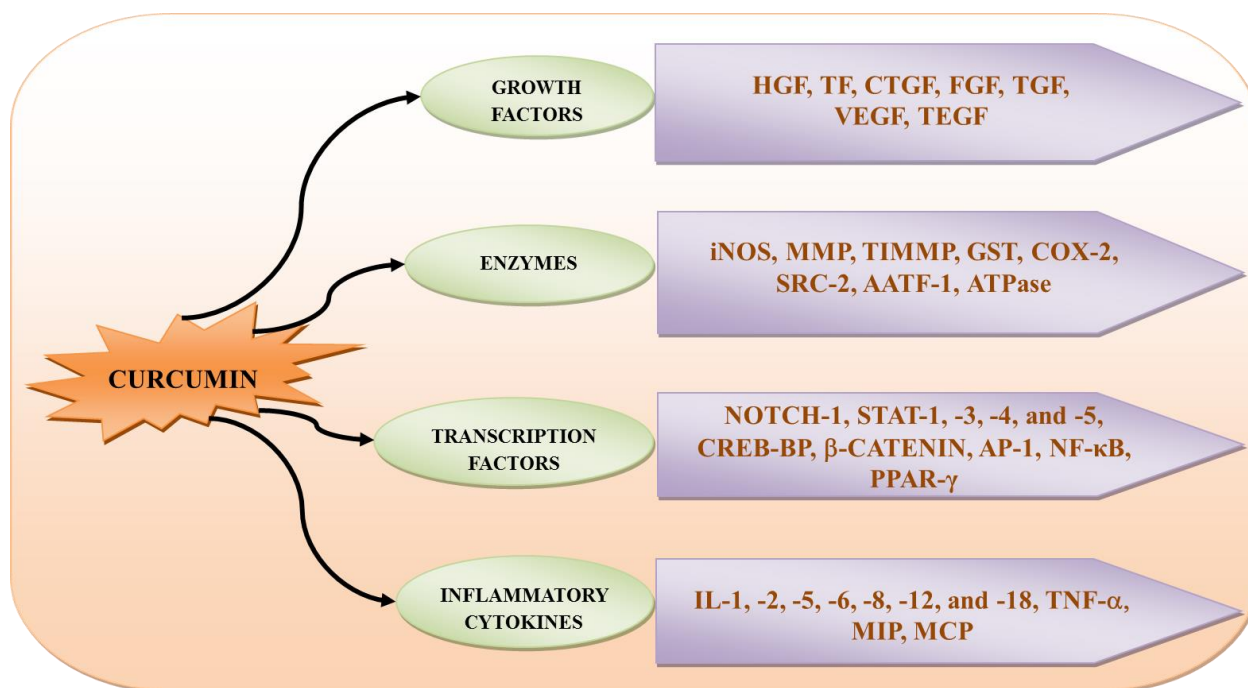 CURCUMIN
GROWTH
FACTORS
HGF, TF, CTGF, FGF, TGF,
VEGF, TEGF
ENZYMES
iNOS, MMP, TIMMP, GST, COX-2,
SRC-2, AATF-1, ATPase
TRANSCRIPTION
FACTORS
NOTCH-1, STAT-1, -3, -4, and -5,
CREB-BP, β-CATENIN, AP-1, NF-κB,
PPAR-γ
INFLAMMATORY
CYTOKINES
IL-1, -2, -5, -6, -8, -12, and -18, TNF-α,
MIP, MCP